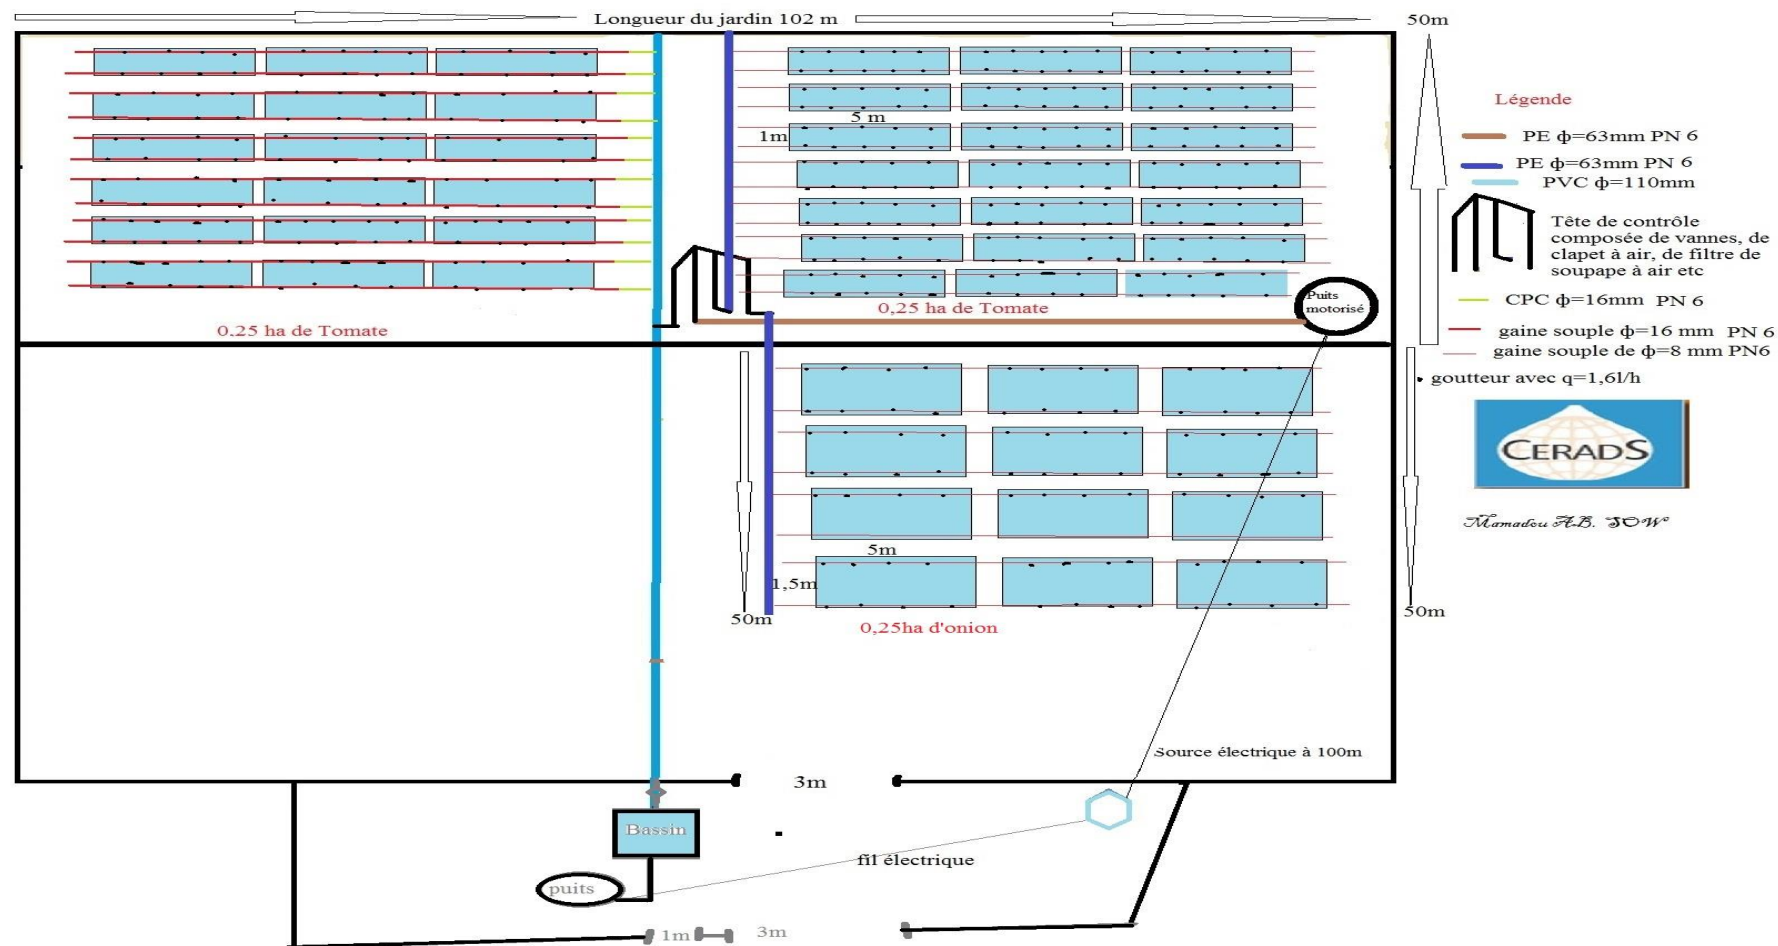 Longueur du jardin 102 m
50m
Légende
PE ф=63mm PN 6
PE ф=63mm PN 6
PVC ф=110mm
Tête de contrôle
composée de vannes, de
clapet à air, de filtre de
soupape à air etc
CPC ф=16mm PN 6
gaine souple ф=16 mm PN 6
gaine souple de ф=8 mm PN6
goutteur avec q=1,6l/h
CERADS
Mamadou A.B. SOW
5 m
1m
Puits
motorisé
0,25 ha de Tomate
0,25 ha de Tomate
5m
1,5m
50m
50m
0,25ha d'onion
Source électrique à 100m
3m
Bassin
fil électrique
puits
1m
3m